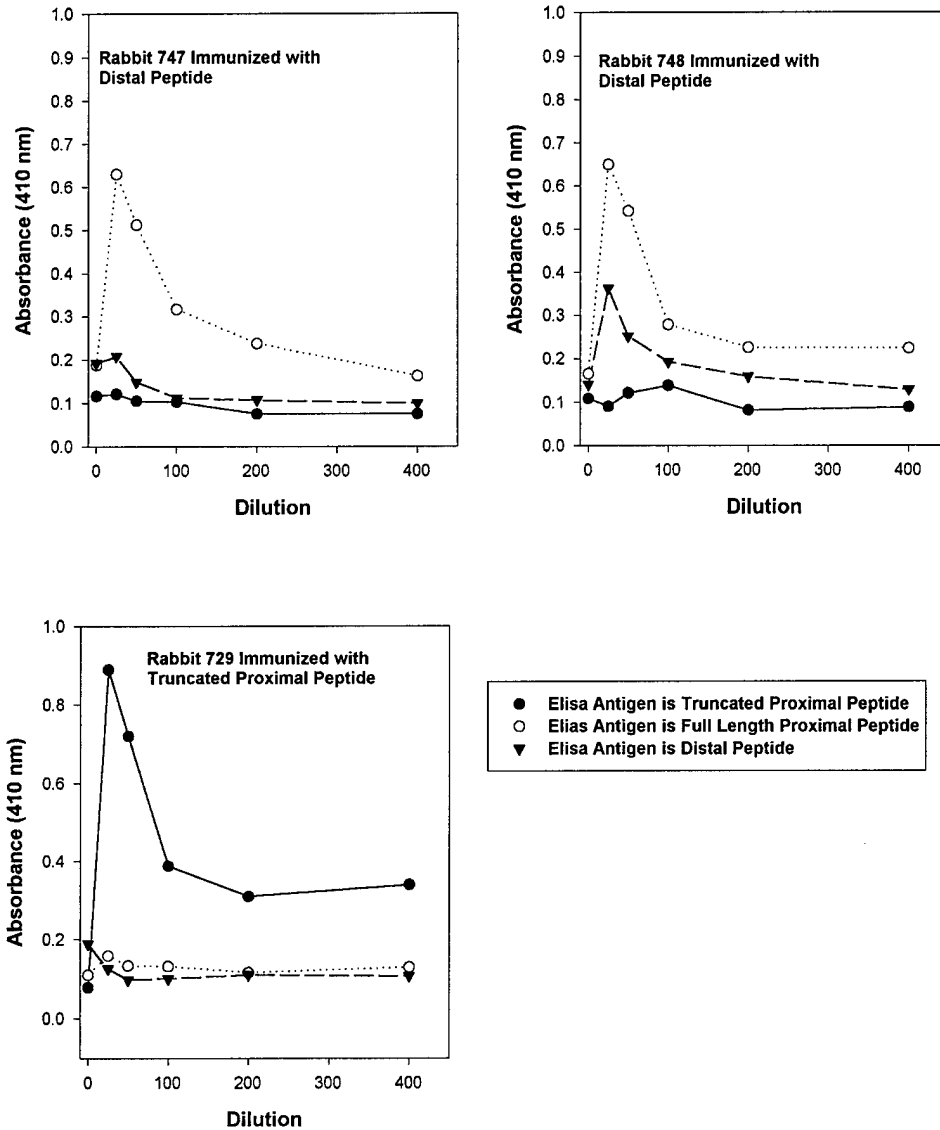 1.0
0.9
0.8
0.7
0.6
0.5
0.4
0.3
0.2
0.1
0.0
Absorbance (410 nm)
Rabbit 747 Immunized with
Distal Peptide
0 100 200 300 400
Dilution
1.0
0.9
0.8
0.7
0.6
0.5
0.4
0.3
0.2
0.1
0.0
Absorbance (410 nm)
Rabbit 748 Immunized with
Distal Peptide
0 100 200 300 400
Dilution
1.0
0.8
0.6
0.4
0.2
0.0
Absorbance (410 nm)
Rabbit 729 Immunized with
Truncated Proximal Peptide
0 100 200 300 400
Dilution
Elisa Antigen is Truncated Proximal Peptide
Elias Antigen is Full Length Proximal Peptide
Elisa Antigen is Distal Peptide